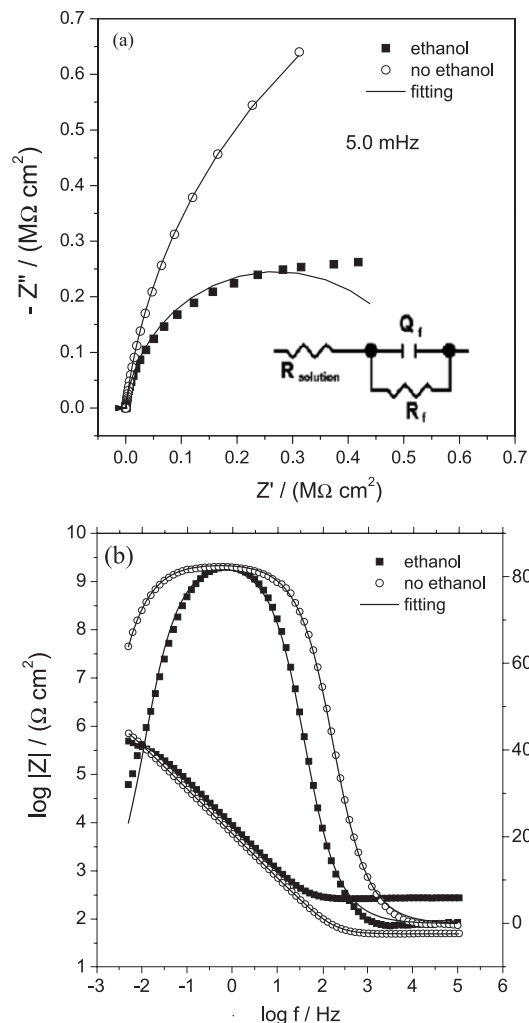 (a)
ethanol
no ethanol
fitting
5.0 mHz
0.7
0.6
0.5
0.4
0.3
0.2
0.1
0.0
- Z'' / (MΩ cm²)
R solution
Q f
R f
0.0 0.1 0.2 0.3 0.4 0.5 0.6 0.7
Z' / (MΩ cm²)
(b)
ethanol
no ethanol
fitting
10
9
8
7
6
5
4
3
2
1
log |Z| / (Ω cm²)
80
60
40
20
0
-3 -2 -1 0 1 2 3 4 5 6
log f / Hz